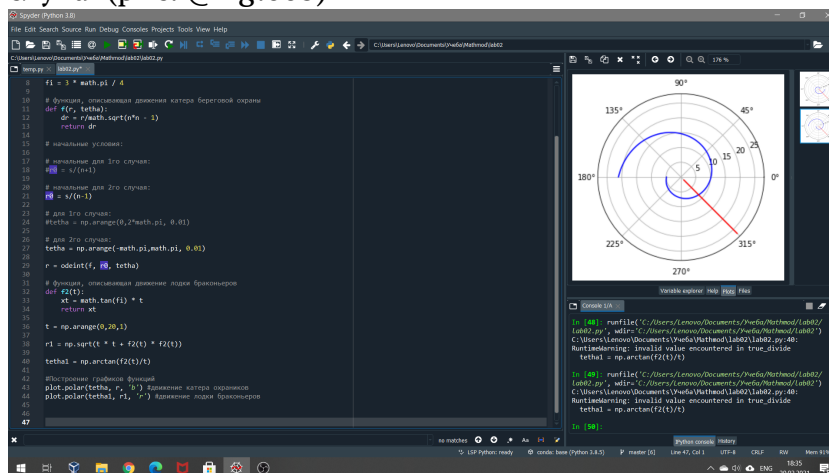 Spyder (Python 3.8)
File Edit Search Source Run Debug Consoles Projects Tools View Help
C:\Users\Lenovo\Documents\Учеба\Mathmod\lab02
C:\Users\Lenovo\Documents\Учеба\Mathmod\lab02\lab02.py
temp.py
lab02.py*
8 fi = 3 * math.pi / 4
9
10 # функция, описывающая движения катера береговой охраны
11 def f(r, tetha):
12 dr = r/math.sqrt(n*n - 1)
13 return dr
14
15 # начальные условия:
16
17 # начальные для 1го случая:
18 #r0 = s/(n+1)
19
20 # начальные для 2го случая:
21 r0 = s/(n-1)
22
23 # для 1го случая:
24 #tetha = np.arange(0,2*math.pi, 0.01)
25
26 # для 2го случая:
27 tetha = np.arange(-math.pi,math.pi, 0.01)
28
29 r = odeint(f, r0, tetha)
30
31 # функция, описывающая движение лодки браконьеров
32 def f2(t):
33 xt = math.tan(fi) * t
34 return xt
35
36 t = np.arange(0,20,1)
37
38 r1 = np.sqrt(t * t + f2(t) * f2(t))
39
40 tetha1 = np.arctan(f2(t)/t)
41
42 #Построение графиков функций
43 plot.polar(tetha, r, 'b') #движение катера охраников
44 plot.polar(tetha1, r1, 'r') #движение лодки браконьеров
45
46
47
no matches
Aa
176 %
90°
135°
45°
25
20
15
10
5
180°
0°
225°
315°
270°
Variable explorer Help Plots Files
Console 1/A
In [48]: runfile('C:/Users/Lenovo/Documents/Учеба/Mathmod/lab02/
lab02.py', wdir='C:/Users/Lenovo/Documents/Учеба/Mathmod/lab02')
C:\Users\Lenovo\Documents\Учеба\Mathmod\lab02\lab02.py:40:
RuntimeWarning: invalid value encountered in true_divide
tetha1 = np.arctan(f2(t)/t)
In [49]: runfile('C:/Users/Lenovo/Documents/Учеба/Mathmod/lab02/
lab02.py', wdir='C:/Users/Lenovo/Documents/Учеба/Mathmod/lab02')
C:\Users\Lenovo\Documents\Учеба\Mathmod\lab02\lab02.py:40:
RuntimeWarning: invalid value encountered in true_divide
tetha1 = np.arctan(f2(t)/t)
In [50]:
IPython console History
LSP Python: ready conda: base (Python 3.8.5) master [6] Line 47, Col 1 UTF-8 CRLF RW Mem 91%
ENG
18:35
20.02.2021